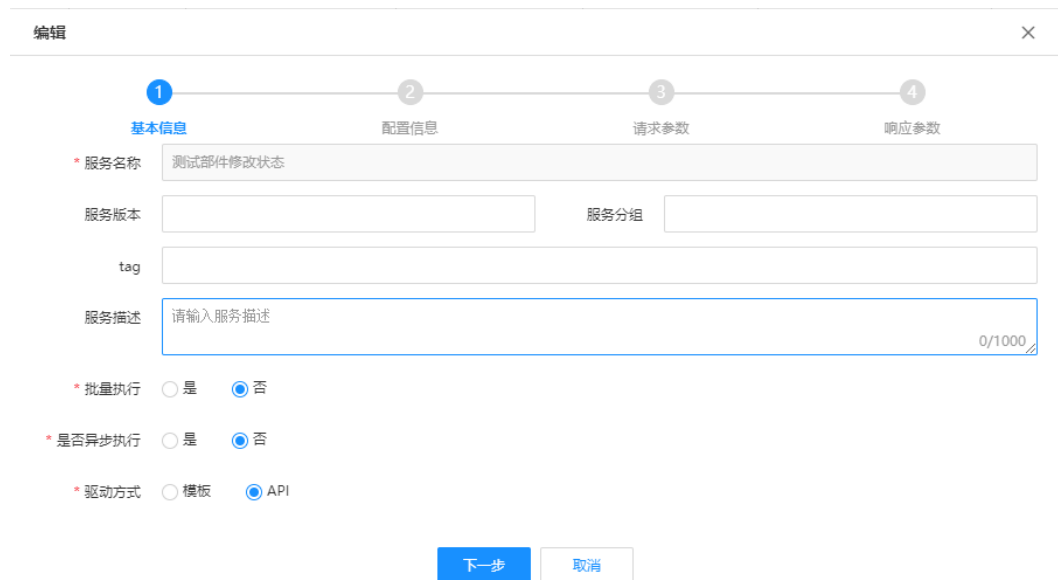 编辑
1 2 3 4
基本信息 配置信息 请求参数 响应参数
* 服务名称 测试部件修改状态
服务版本 服务分组
tag
服务描述 请输入服务描述
0/1000
* 批量执行 是 否
* 是否异步执行 是 否
* 驱动方式 模板 API
下一步 取消